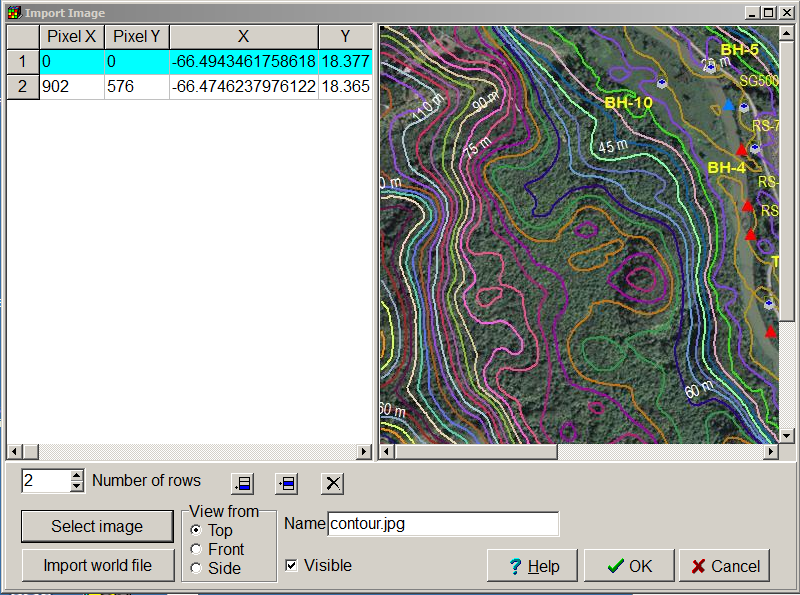 Import Image
Pixel X Pixel Y X Y
1 0 0 -66.4943461758618 18.377
2 902 576 -66.4746237976122 18.365
BH-5
25 m
SG500
110 m
90 m
BH-10
RS-7
75 m
45 m
BH-4
0 m
RS-
RS
T
60 m
60 m
2 Number of rows
Select image
Import world file
View from
Top
Front
Side
Name contour.jpg
Visible
? Help
OK
Cancel